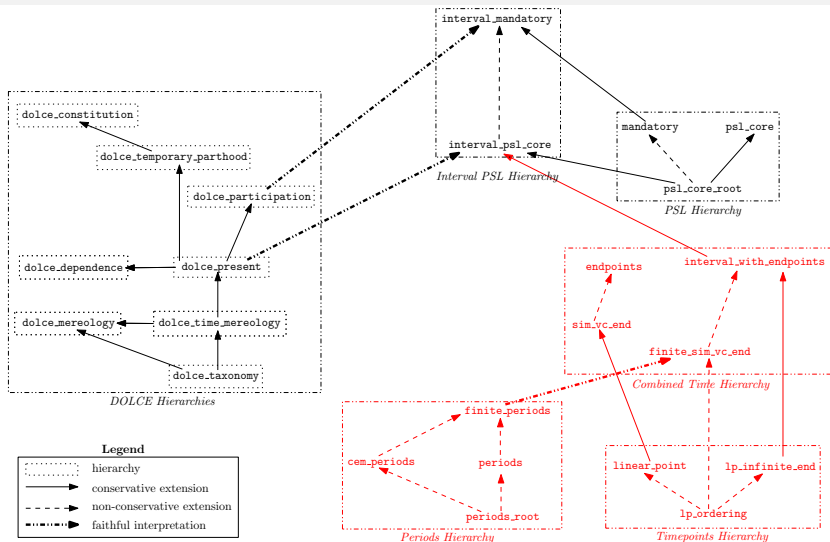 interval_mandatory
dolce_constitution
mandatory
psl_core
interval_psl_core
dolce_temporary_parthood
Interval PSL Hierarchy
dolce_participation
psl_core_root
PSL Hierarchy
dolce_dependence
dolce_present
endpoints
interval_with_endpoints
dolce_mereology
dolce_time_mereology
sim_vc_end
finite_sim_vc_end
dolce_taxonomy
Combined Time Hierarchy
DOLCE Hierarchies
finite_periods
Legend
hierarchy
conservative extension
non-conservative extension
faithful interpretation
cem_periods
periods
linear_point
lp_infinite_end
periods_root
lp_ordering
Periods Hierarchy
Timepoints Hierarchy